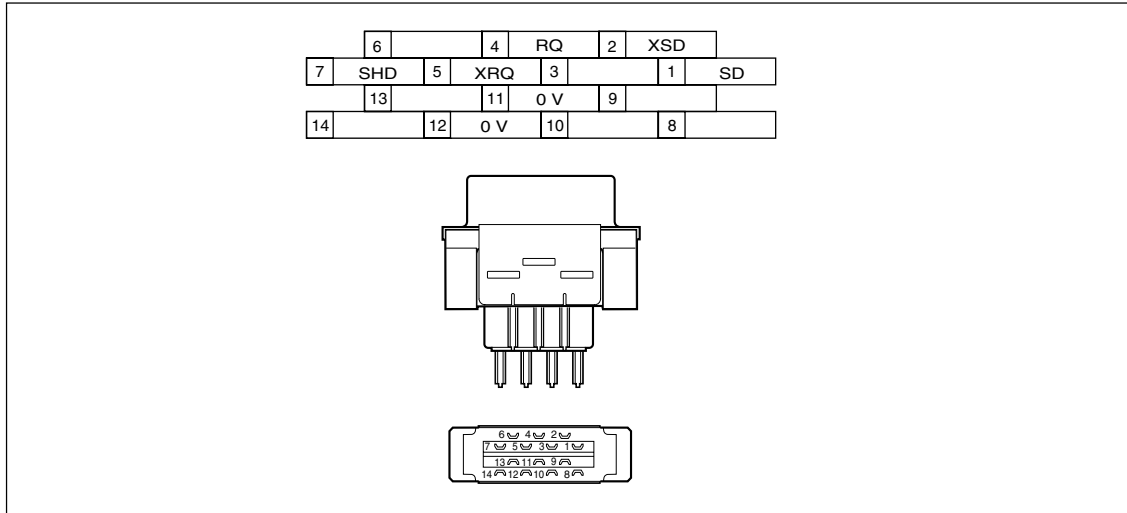 6 4 RQ 2 XSD
7 SHD 5 XRQ 3 1 SD
13 11 0 V 9
14 12 0 V 10 8
6 4 2
7 5 3 1
13 11 9
14 12 10 8